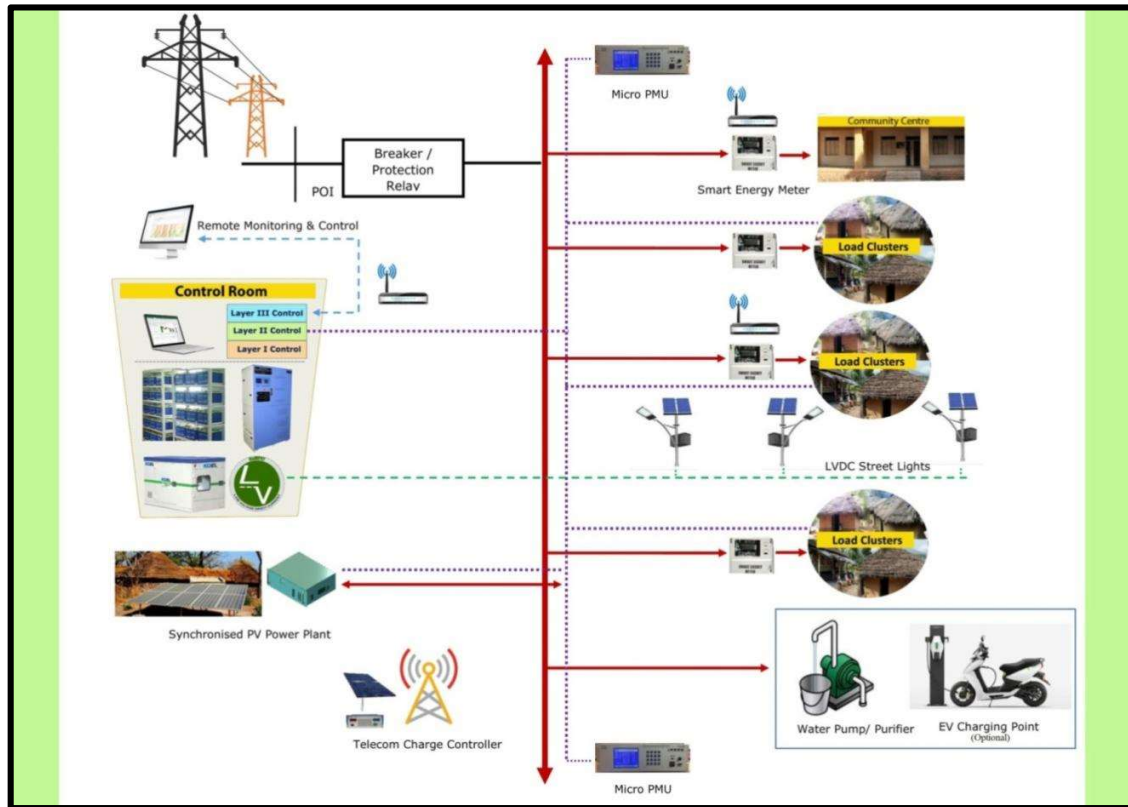 Micro PMU
Community Centre
Breaker /
Protection
Relay
POI
Smart Energy Meter
Remote Monitoring & Control
Load Clusters
Control Room
Layer III Control
Layer II Control
Layer I Control
Load Clusters
LVDC Street Lights
LV
Load Clusters
Synchronised PV Power Plant
Water Pump/ Purifier
EV Charging Point
(Optional)
Telecom Charge Controller
Micro PMU